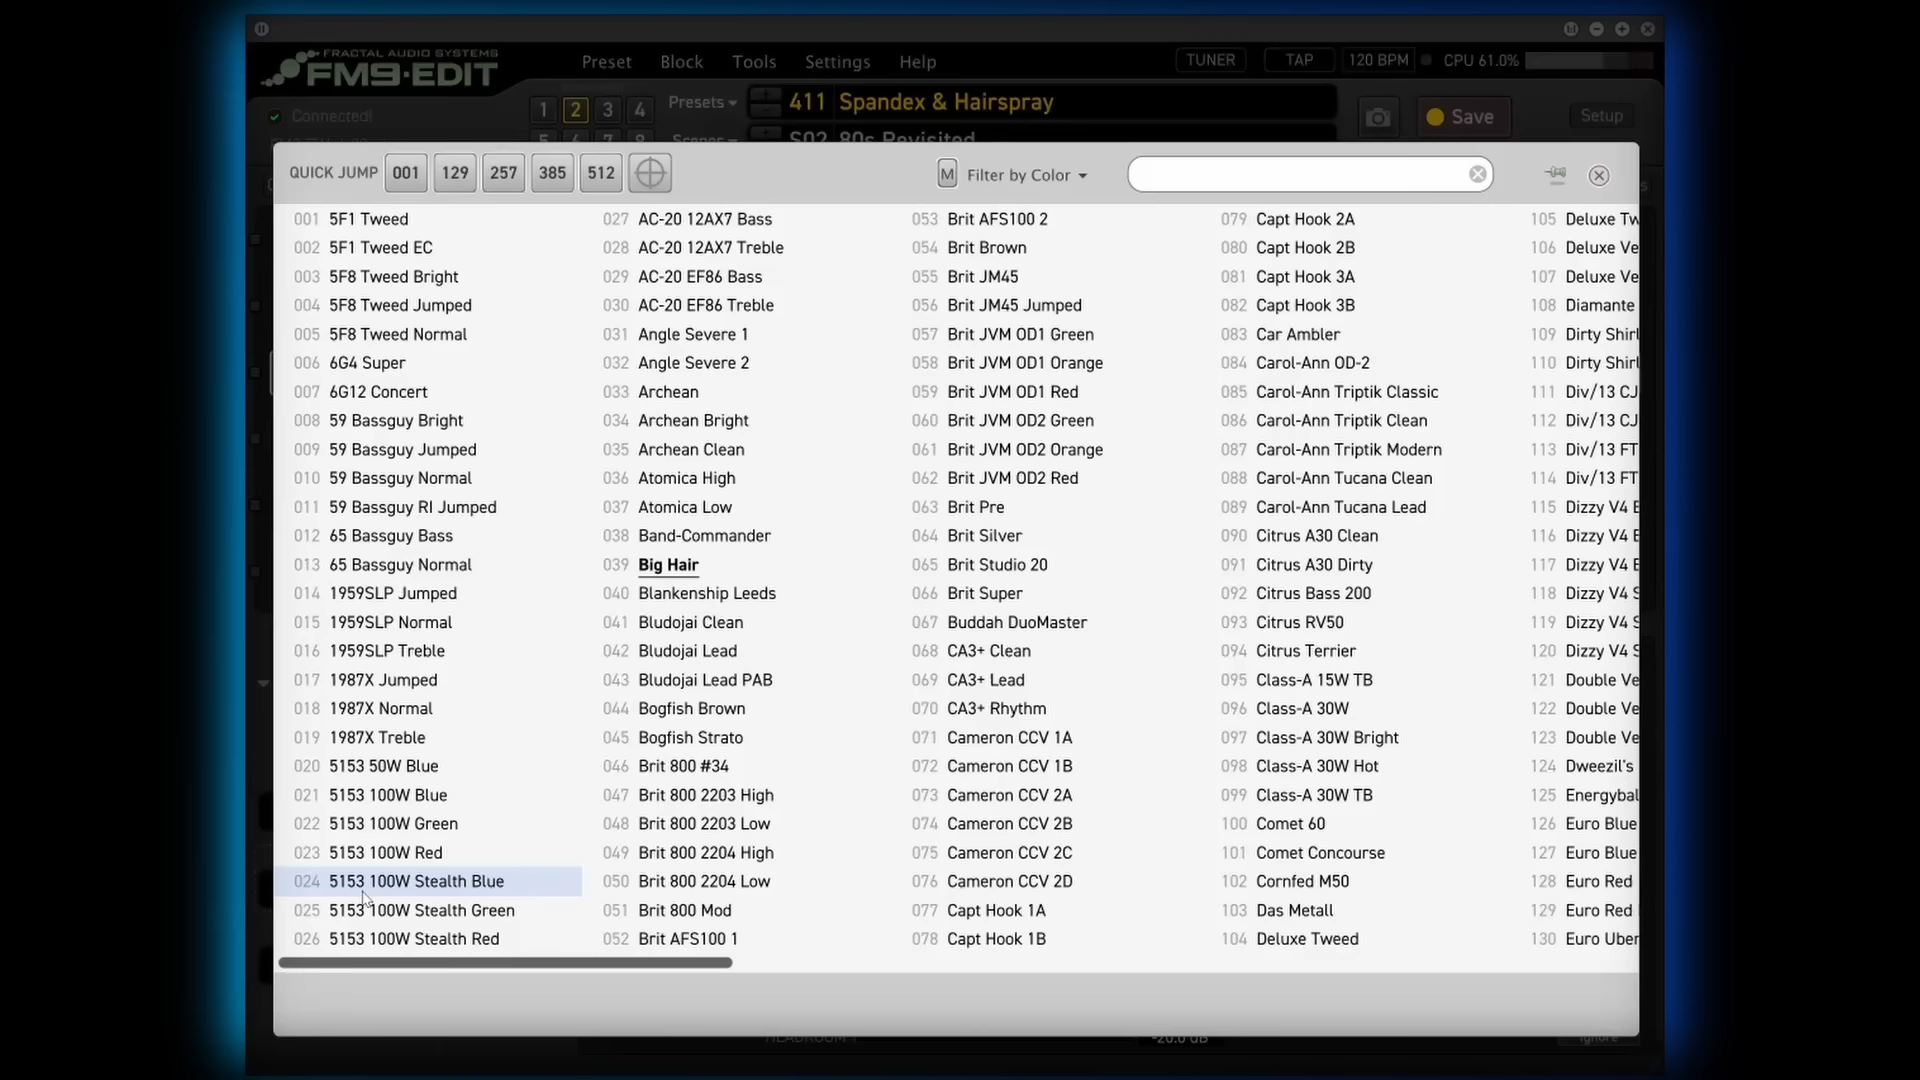 FRACTAL AUDIO SYSTEMS
FM9-EDIT
Preset Block Tools Settings Help
TUNER TAP 120 BPM CPU 61.0%
Connected!
1 2 3 4
Presets
411 Spandex & Hairspray
Save
Setup
S02 80s Revisited
QUICK JUMP 001 129 257 385 512
M Filter by Color
001 5F1 Tweed
002 5F1 Tweed EC
003 5F8 Tweed Bright
004 5F8 Tweed Jumped
005 5F8 Tweed Normal
006 6G4 Super
007 6G12 Concert
008 59 Bassguy Bright
009 59 Bassguy Jumped
010 59 Bassguy Normal
011 59 Bassguy RI Jumped
012 65 Bassguy Bass
013 65 Bassguy Normal
014 1959SLP Jumped
015 1959SLP Normal
016 1959SLP Treble
017 1987X Jumped
018 1987X Normal
019 1987X Treble
020 5153 50W Blue
021 5153 100W Blue
022 5153 100W Green
023 5153 100W Red
024 5153 100W Stealth Blue
025 5153 100W Stealth Green
026 5153 100W Stealth Red
027 AC-20 12AX7 Bass
028 AC-20 12AX7 Treble
029 AC-20 EF86 Bass
030 AC-20 EF86 Treble
031 Angle Severe 1
032 Angle Severe 2
033 Archean
034 Archean Bright
035 Archean Clean
036 Atomica High
037 Atomica Low
038 Band-Commander
039 Big Hair
040 Blankenship Leeds
041 Bludojai Clean
042 Bludojai Lead
043 Bludojai Lead PAB
044 Bogfish Brown
045 Bogfish Strato
046 Brit 800 #34
047 Brit 800 2203 High
048 Brit 800 2203 Low
049 Brit 800 2204 High
050 Brit 800 2204 Low
051 Brit 800 Mod
052 Brit AFS100 1
053 Brit AFS100 2
054 Brit Brown
055 Brit JM45
056 Brit JM45 Jumped
057 Brit JVM OD1 Green
058 Brit JVM OD1 Orange
059 Brit JVM OD1 Red
060 Brit JVM OD2 Green
061 Brit JVM OD2 Orange
062 Brit JVM OD2 Red
063 Brit Pre
064 Brit Silver
065 Brit Studio 20
066 Brit Super
067 Buddah DuoMaster
068 CA3+ Clean
069 CA3+ Lead
070 CA3+ Rhythm
071 Cameron CCV 1A
072 Cameron CCV 1B
073 Cameron CCV 2A
074 Cameron CCV 2B
075 Cameron CCV 2C
076 Cameron CCV 2D
077 Capt Hook 1A
078 Capt Hook 1B
079 Capt Hook 2A
080 Capt Hook 2B
081 Capt Hook 3A
082 Capt Hook 3B
083 Car Ambler
084 Carol-Ann OD-2
085 Carol-Ann Triptik Classic
086 Carol-Ann Triptik Clean
087 Carol-Ann Triptik Modern
088 Carol-Ann Tucana Clean
089 Carol-Ann Tucana Lead
090 Citrus A30 Clean
091 Citrus A30 Dirty
092 Citrus Bass 200
093 Citrus RV50
094 Citrus Terrier
095 Class-A 15W TB
096 Class-A 30W
097 Class-A 30W Bright
098 Class-A 30W Hot
099 Class-A 30W TB
100 Comet 60
101 Comet Concourse
102 Cornfed M50
103 Das Metall
104 Deluxe Tweed
105 Deluxe Tw
106 Deluxe Ve
107 Deluxe Ve
108 Diamante
109 Dirty Shirl
110 Dirty Shirl
111 Div/13 CJ
112 Div/13 CJ
113 Div/13 FT
114 Div/13 FT
115 Dizzy V4 B
116 Dizzy V4 B
117 Dizzy V4 B
118 Dizzy V4 S
119 Dizzy V4 S
120 Dizzy V4 S
121 Double Ve
122 Double Ve
123 Double Ve
124 Dweezil's
125 Energybal
126 Euro Blue
127 Euro Blue
128 Euro Red
129 Euro Red
130 Euro Uber